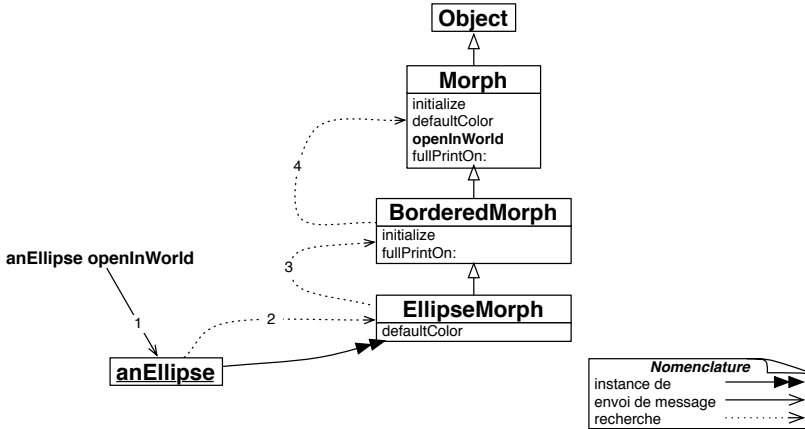 Object
Morph
initialize
defaultColor
openInWorld
fullPrintOn:
4
BorderedMorph
initialize
fullPrintOn:
anEllipse openInWorld
3
EllipseMorph
defaultColor
1
2
anEllipse
Nomenclature
instance de
envoi de message
recherche